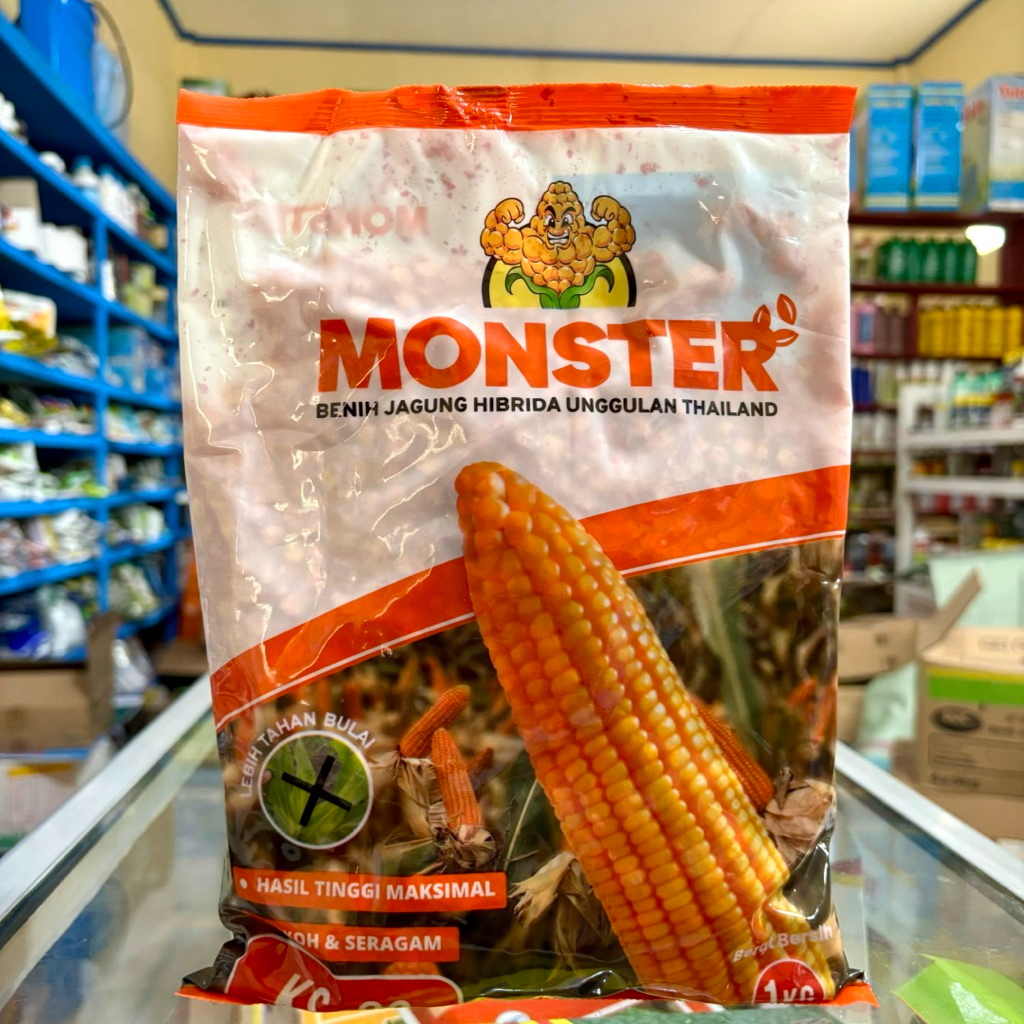 MONSTER
BENIH JAGUNG HIBRIDA UNGGULAN THAILAND
LEBIH TAHAN BULAI
• HASIL TINGGI MAKSIMAL
& SERAGAM
Berat Bersih
1 KG